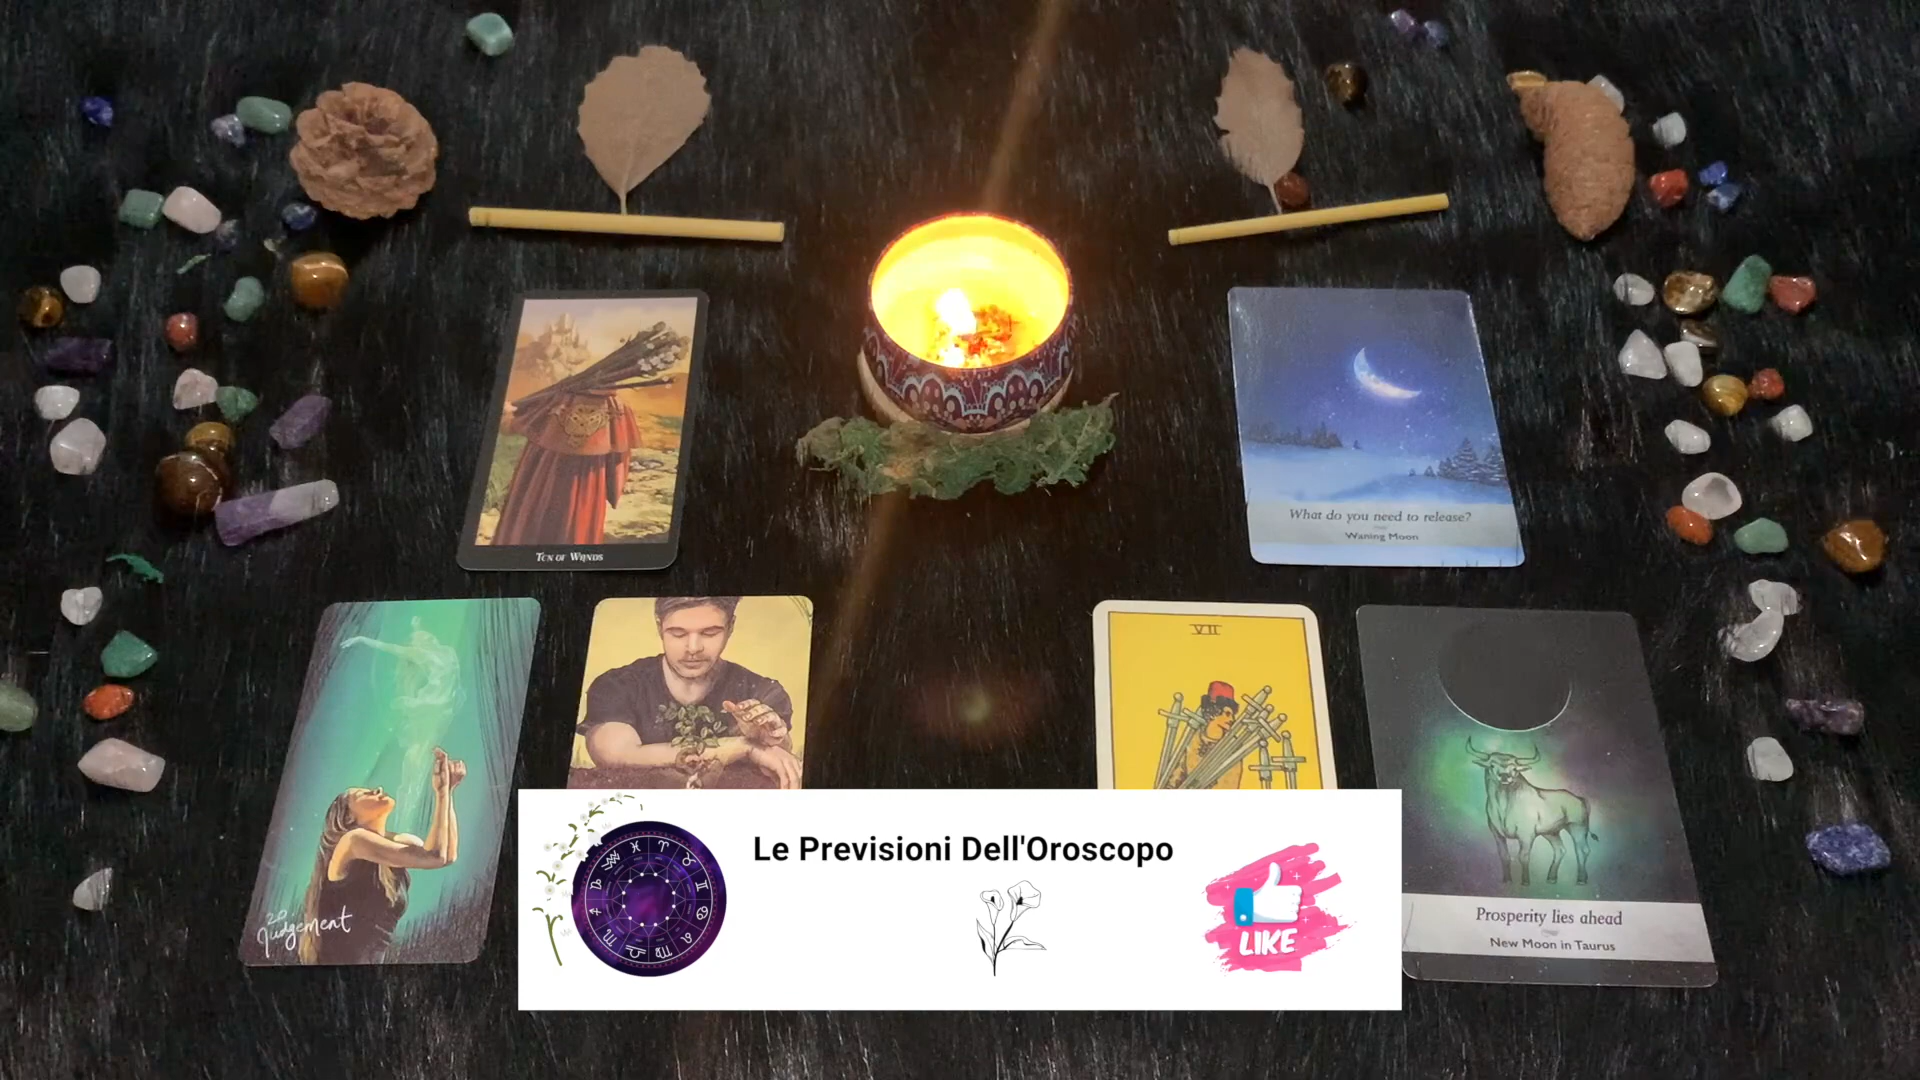 TEN OF WANDS
What do you need to release?
Waning Moon
VII
20
Judgement
Prosperity lies ahead
New Moon in Taurus
Le Previsioni Dell'Oroscopo
LIKE